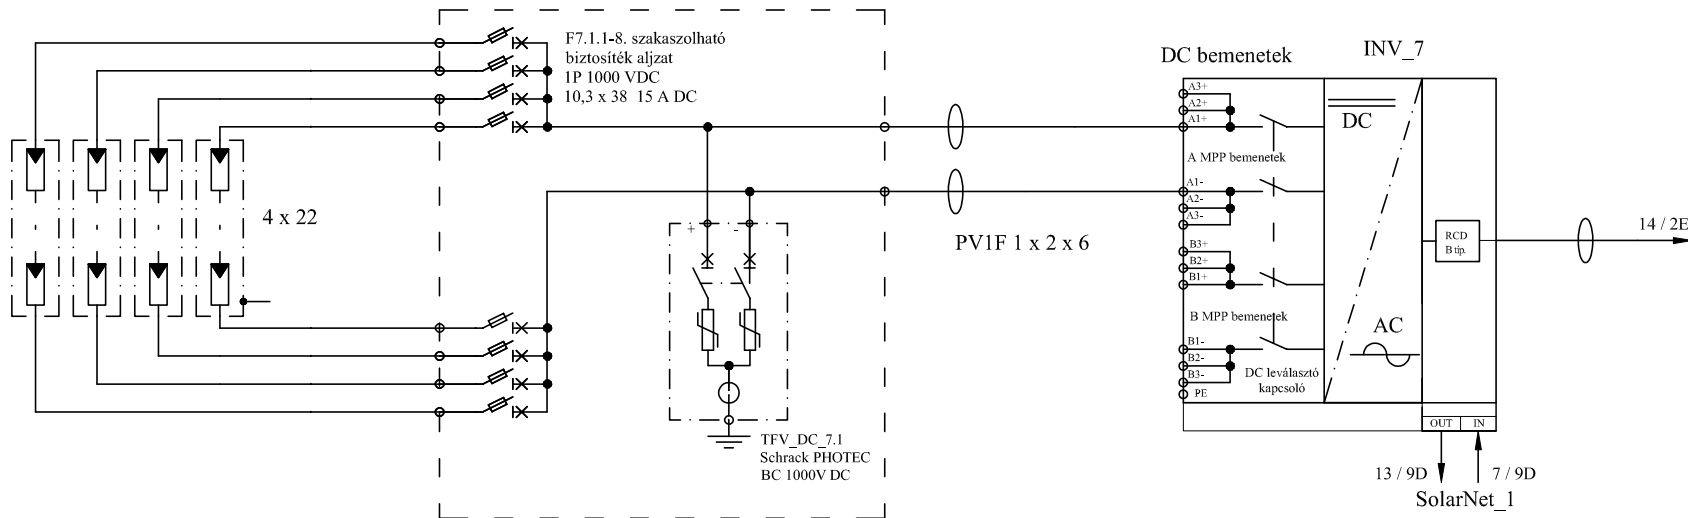 F7.1.1-8. szakaszolható
biztosíték aljzat
1P 1000 VDC
10,3 x 38 15 A DC
4 x 22
+ -
TFV_DC_7.1
Schrack PHOTEC
BC 1000V DC
PV1F 1 x 2 x 6
DC bemenetek
INV_7
A3+
A2+
A1+
A MPP bemenetek
A1-
A2-
A3-
B3+
B2+
B1+
B MPP bemenetek
B1-
B2-
B3-
PE
DC leválasztó
kapcsoló
DC
AC
RCD
B tip.
14 / 2E
OUT IN
13 / 9D 7 / 9D
SolarNet_1